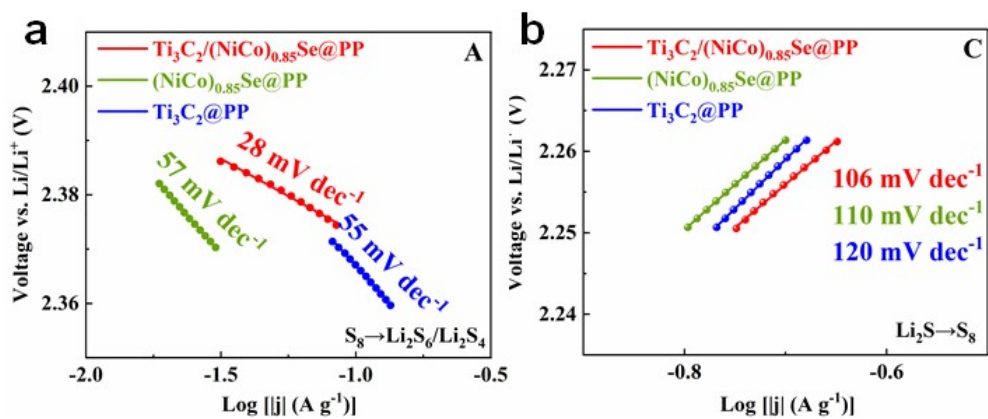 a
A
Ti₃C₂/(NiCo)₀.₈₅Se@PP
(NiCo)₀.₈₅Se@PP
Ti₃C₂@PP
28 mV dec⁻¹
57 mV dec⁻¹
55 mV dec⁻¹
S₈→Li₂S₆/Li₂S₄
Voltage vs. Li/Li⁺ (V)
2.40
2.38
2.36
-2.0 -1.5 -1.0 -0.5
Log [|j| (A g⁻¹)]
b
C
Ti₃C₂/(NiCo)₀.₈₅Se@PP
(NiCo)₀.₈₅Se@PP
Ti₃C₂@PP
106 mV dec⁻¹
110 mV dec⁻¹
120 mV dec⁻¹
Li₂S→S₈
Voltage vs. Li/Li (V)
2.27
2.26
2.25
2.24
-0.8 -0.6
Log [|j| (A g⁻¹)]